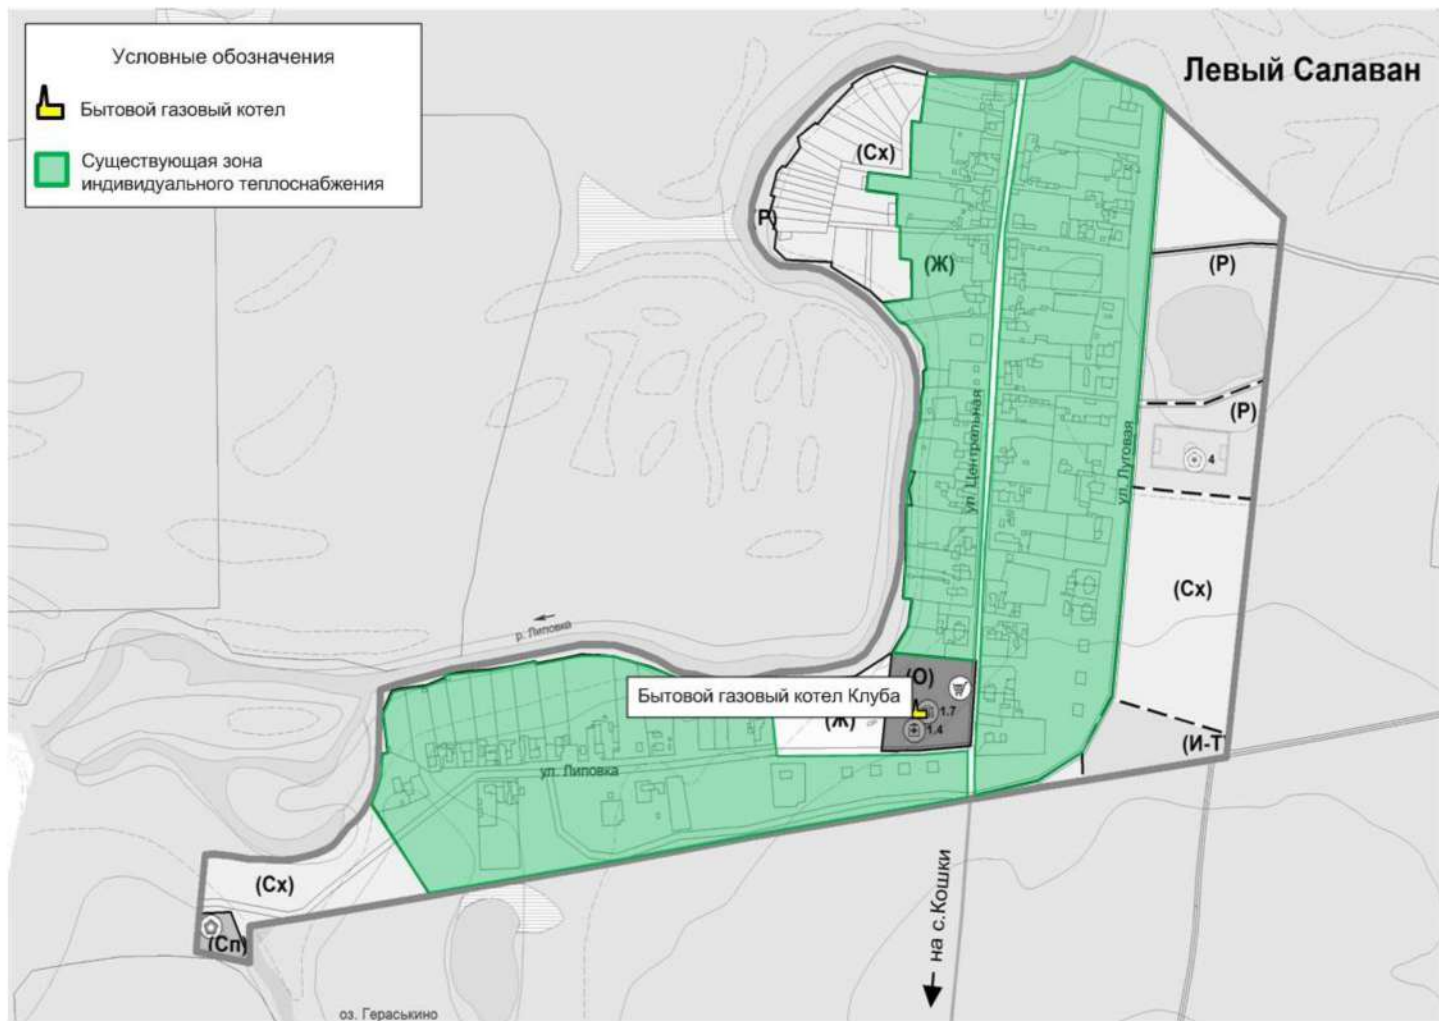 Условные обозначения
Бытовой газовый котел
Существующая зона
индивидуального теплоснабжения
Левый Салаван
(Сх)
(Р)
(Ж)
(Р)
(Р)
4
ул. Центральная
ул. Луговая
(Сх)
р. Липовка
(О)
Бытовой газовый котел Клуба
1.7
(Ж)
1.4
(И-Т
ул. Липовка
(Сх)
(Сп)
на с.Кошки
оз. Гераськино